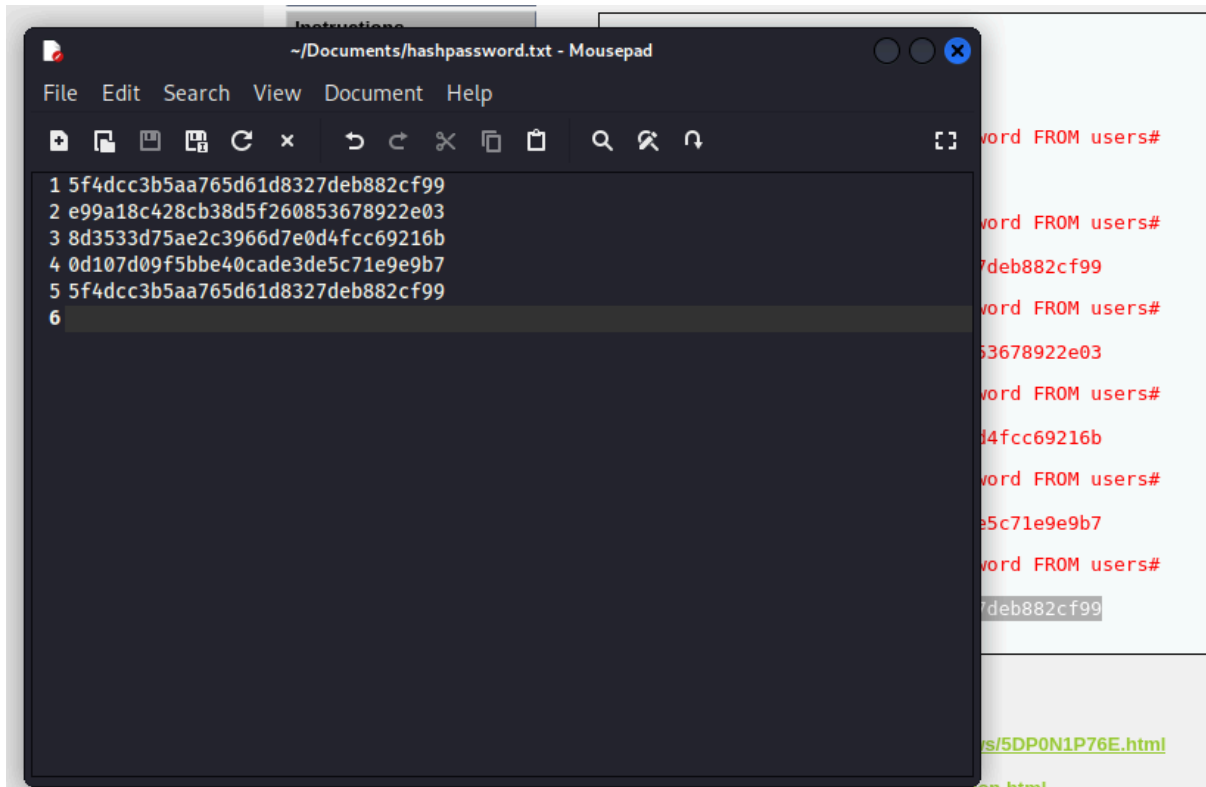 Instructions
~/Documents/hashpassword.txt - Mousepad
File Edit Search View Document Help
1 5f4dcc3b5aa765d61d8327deb882cf99
2 e99a18c428cb38d5f260853678922e03
3 8d3533d75ae2c3966d7e0d4fcc69216b
4 0d107d09f5bbe40cade3de5c71e9e9b7
5 5f4dcc3b5aa765d61d8327deb882cf99
6
word FROM users#
word FROM users#
7deb882cf99
word FROM users#
53678922e03
word FROM users#
d4fcc69216b
word FROM users#
e5c71e9e9b7
word FROM users#
7deb882cf99
ws/5DP0N1P76E.html